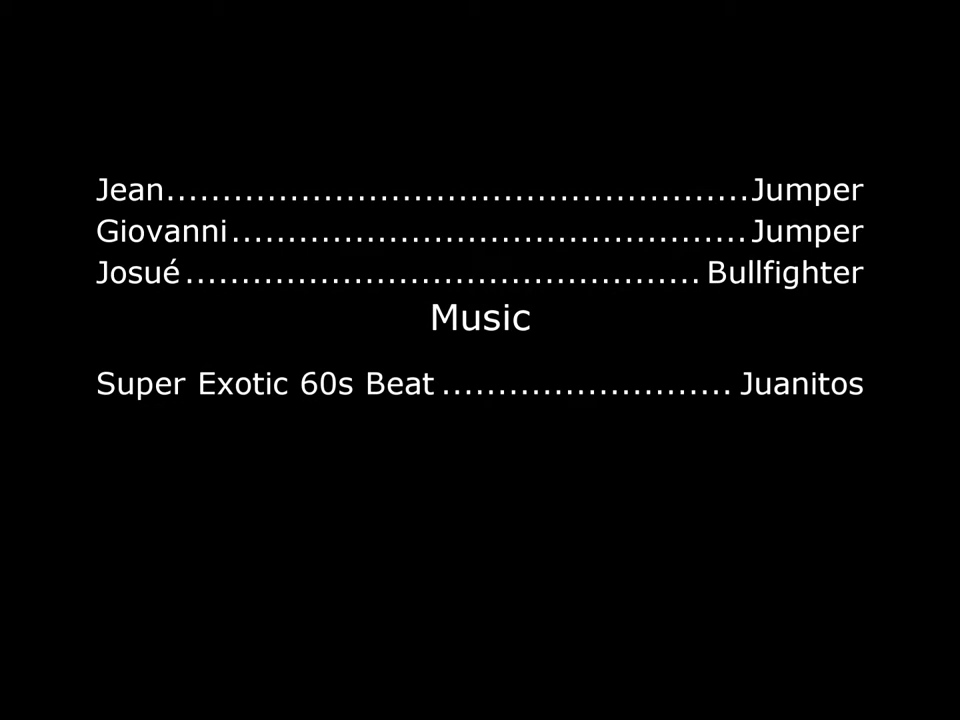 Jean....................................................Jumper
Giovanni..............................................Jumper
Josué..............................................Bullfighter
Music
Super Exotic 60s Beat..........................Juanitos